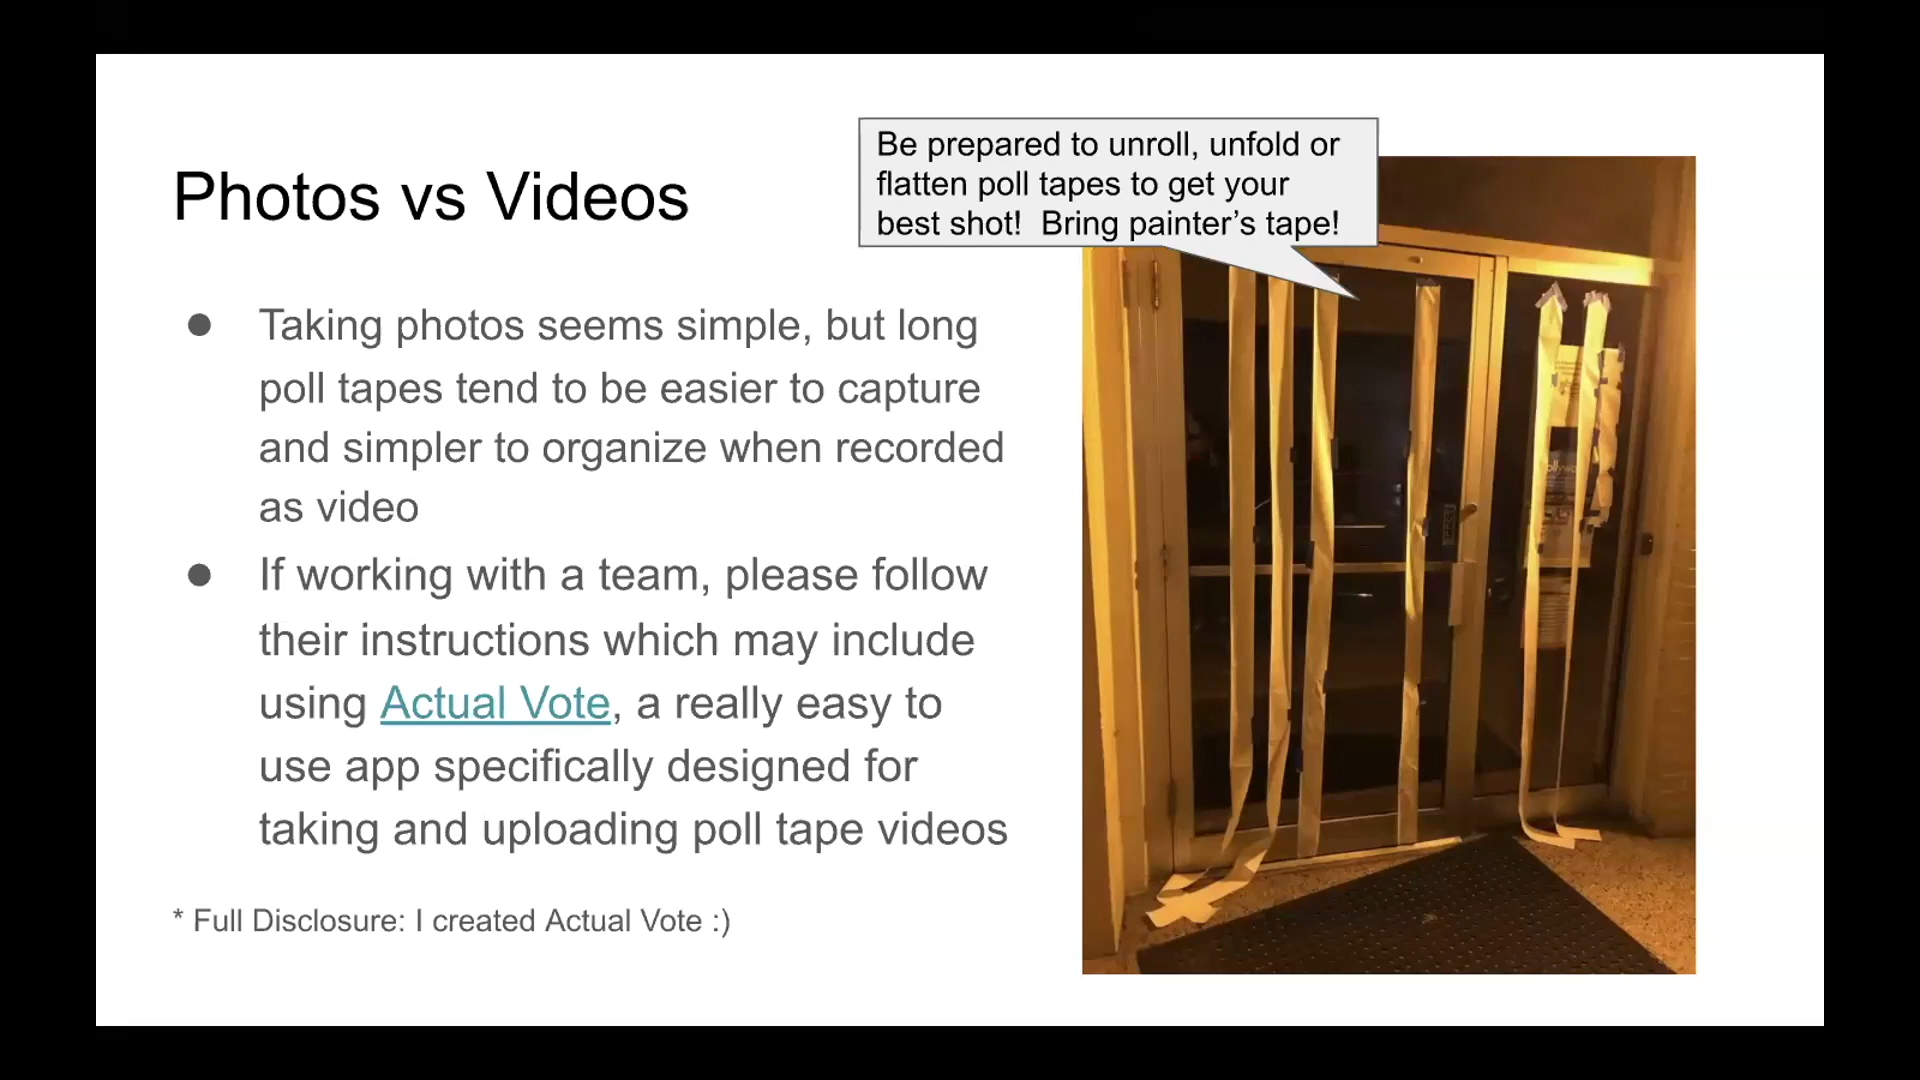 Be prepared to unroll, unfold or
flatten poll tapes to get your
best shot!  Bring painter’s tape!
Photos vs Videos
● Taking photos seems simple, but long
poll tapes tend to be easier to capture
and simpler to organize when recorded
as video
● If working with a team, please follow
their instructions which may include
using Actual Vote, a really easy to
use app specifically designed for
taking and uploading poll tape videos
* Full Disclosure: I created Actual Vote :)